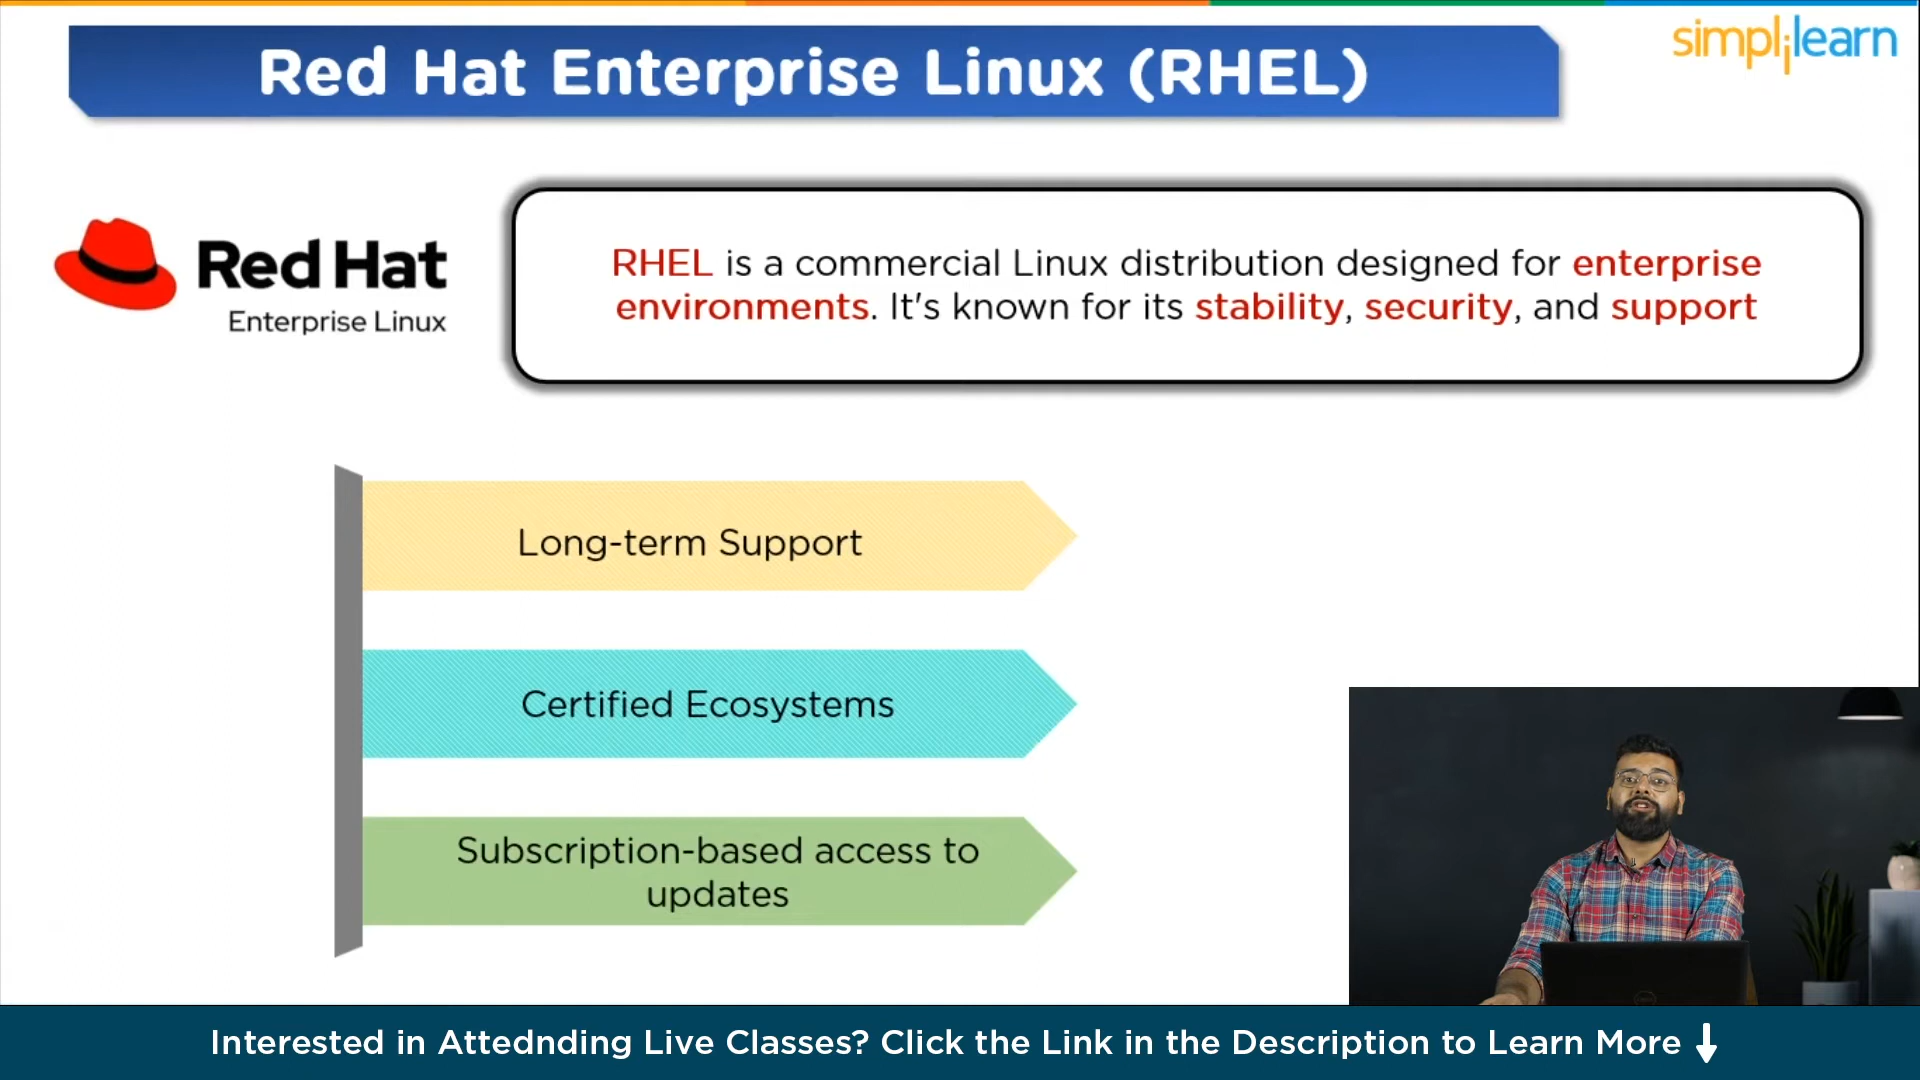 Red Hat Enterprise Linux (RHEL)
simplilearn
Red Hat
Enterprise Linux
RHEL is a commercial Linux distribution designed for enterprise
environments. It's known for its stability, security, and support
Long-term Support
Certified Ecosystems
Subscription-based access to
updates
Interested in Attednding Live Classes? Click the Link in the Description to Learn More